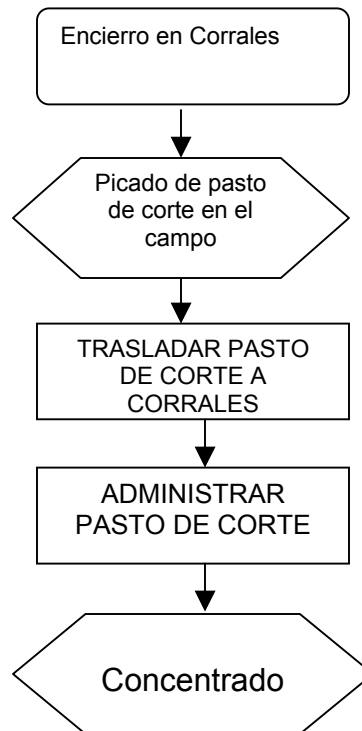 Encierro en Corrales
Picado de pasto
de corte en el
campo
TRASLADAR PASTO
DE CORTE A
CORRALES
ADMINISTRAR
PASTO DE CORTE
Concentrado